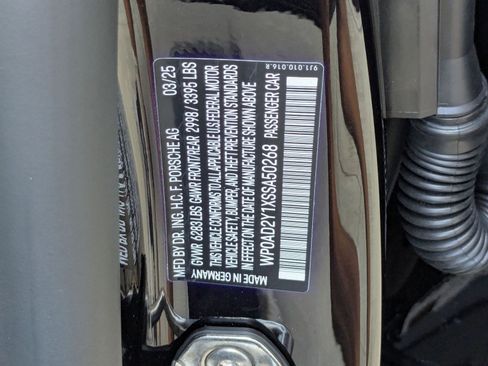 9J1.010.016.R
MFD BY DR. ING. H.C. F. PORSCHE AG 03/25
GVWR 6283 LBS GAWR FRONT/REAR 2998 / 3395 LBS
THIS VEHICLE CONFORMS TO ALL APPLICABLE US FEDERAL MOTOR
VEHICLE SAFETY, BUMPER, AND THEFT PREVENTION STANDARDS
IN EFFECT ON THE DATE OF MANUFACTURE SHOWN ABOVE
WP0AD2Y1XSSA50268 PASSENGER CAR
MADE IN GERMANY